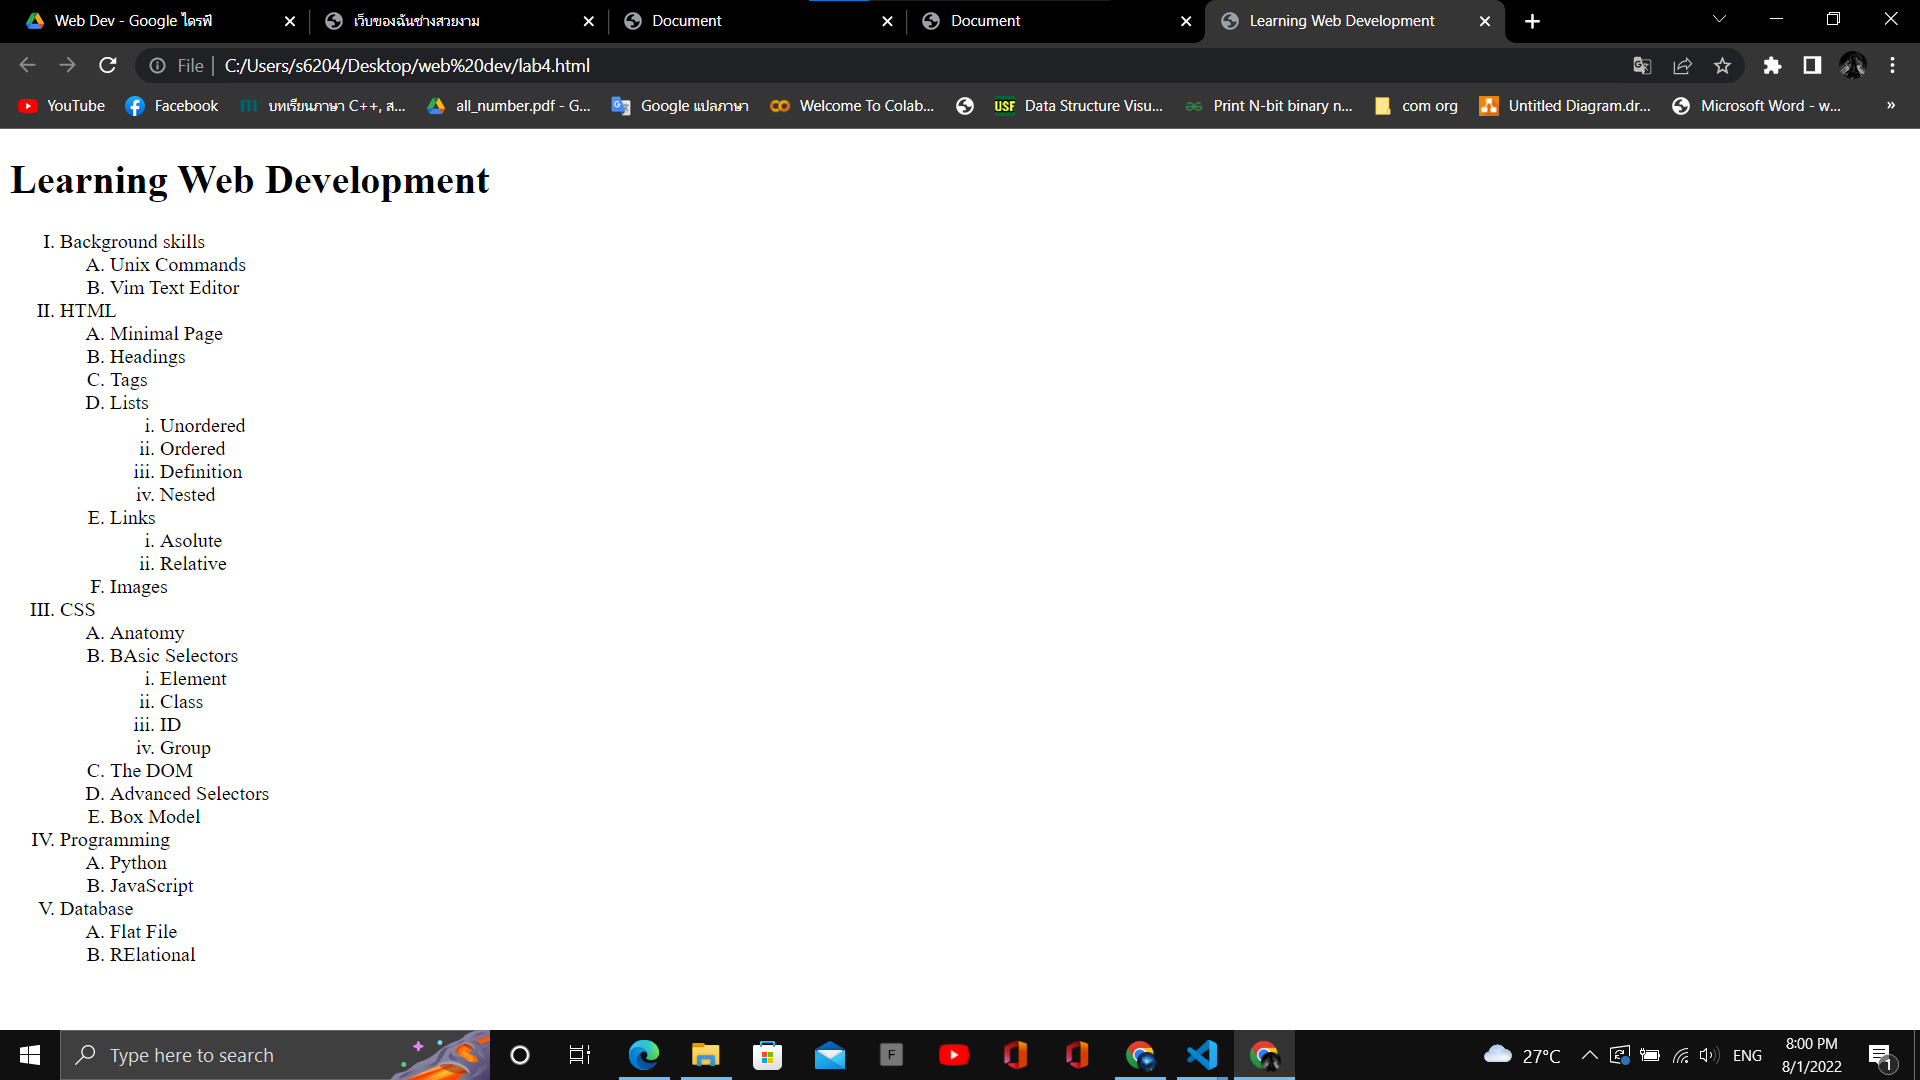 Web Dev - Google ไดรฟ์
เว็บของฉันช่างสวยงาม
Document
Document
Learning Web Development
File
C:/Users/s6204/Desktop/web%20dev/lab4.html
YouTube
Facebook
บทเรียนภาษา C++, ส...
all_number.pdf - G...
Google แปลภาษา
Welcome To Colab...
USF Data Structure Visu...
Print N-bit binary n...
com org
Untitled Diagram.dr...
Microsoft Word - w...
»
Learning Web Development
I. Background skills
A. Unix Commands
B. Vim Text Editor
II. HTML
A. Minimal Page
B. Headings
C. Tags
D. Lists
i. Unordered
ii. Ordered
iii. Definition
iv. Nested
E. Links
i. Asolute
ii. Relative
F. Images
III. CSS
A. Anatomy
B. BAsic Selectors
i. Element
ii. Class
iii. ID
iv. Group
C. The DOM
D. Advanced Selectors
E. Box Model
IV. Programming
A. Python
B. JavaScript
V. Database
A. Flat File
B. RElational
Type here to search
F
27°C
ENG
8:00 PM
8/1/2022
1